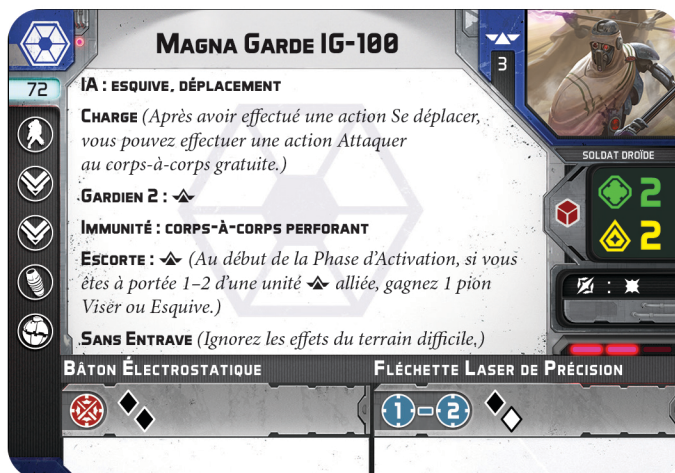 MAGNA GARDE IG-100
72
3
IA : ESQUIVE, DÉPLACEMENT
CHARGE (Après avoir effectué une action Se déplacer,
vous pouvez effectuer une action Attaquer
au corps-à-corps gratuite.)
GARDIEN 2 :
IMMUNITÉ : CORPS-À-CORPS PERFORANT
ESCORTE : (Au début de la Phase d'Activation, si vous
êtes à portée 1–2 d'une unité alliée, gagnez 1 pion
Viser ou Esquive.)
SANS ENTRAVE (Ignorez les effets du terrain difficile,)
SOLDAT DROÏDE
2
2
:
BÂTON ÉLECTROSTATIQUE
FLÉCHETTE LASER DE PRÉCISION
1 - 2